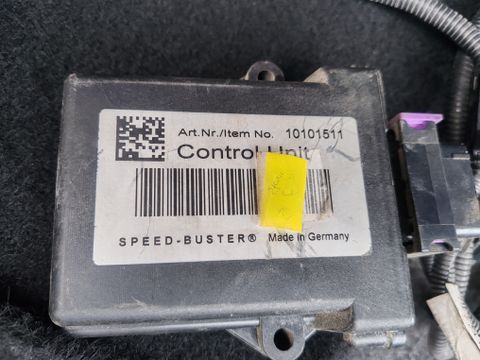 Art.Nr./Item No. 10101511
Control Unit
SPEED-BUSTER® Made in Germany